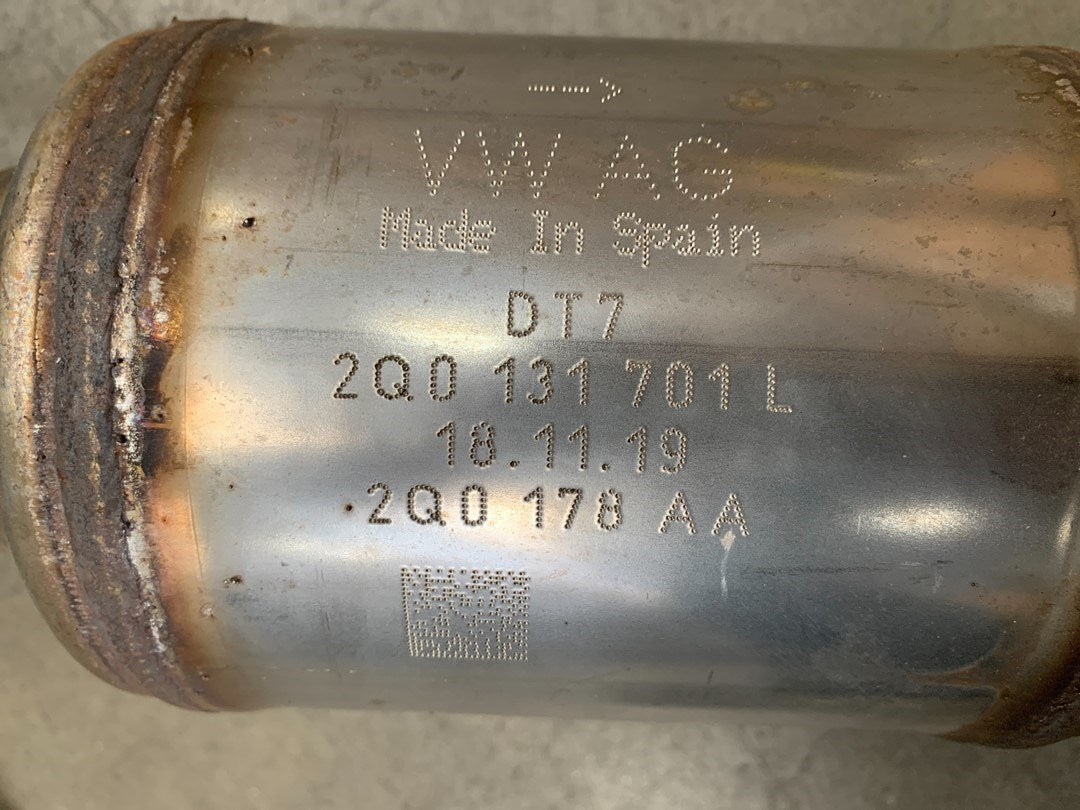 VW AG
Made In Spain
DT7
2Q0 131 701 L
18.11.19
2Q0 178 AA